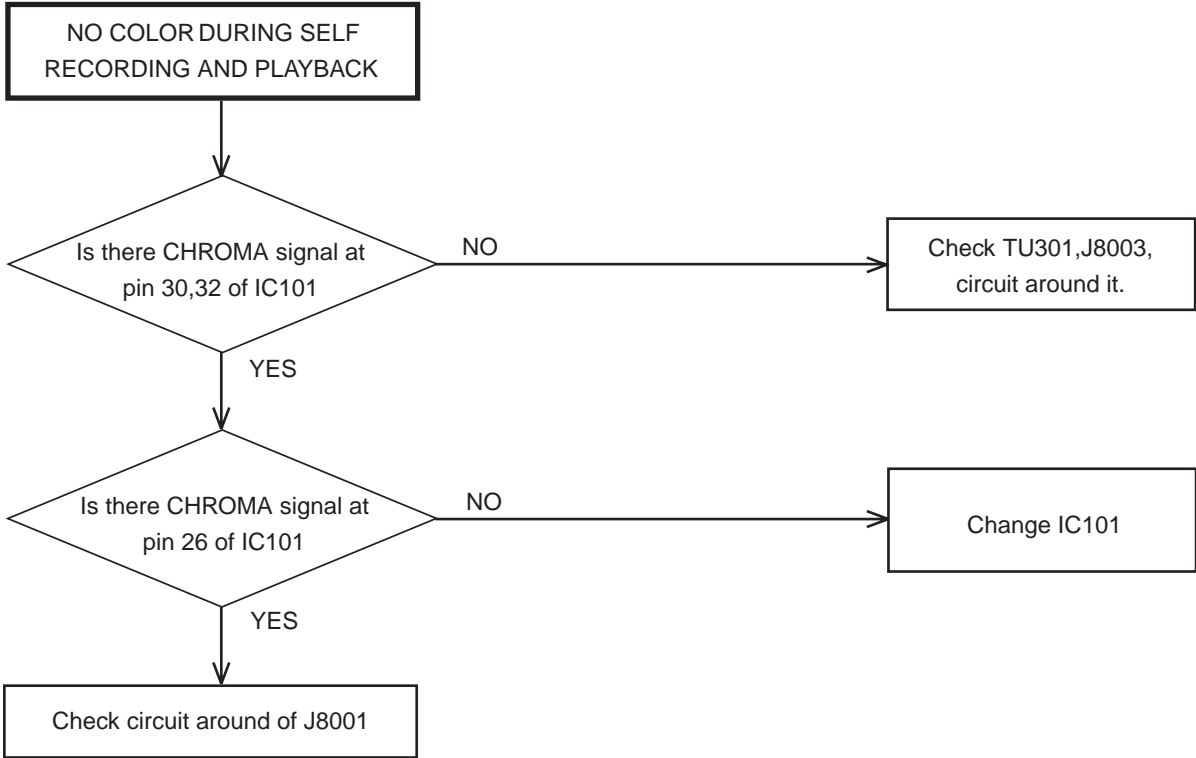 NO COLOR DURING SELF
RECORDING AND PLAYBACK
Is there CHROMA signal at
pin 30,32 of IC101
NO
Check TU301,J8003,
circuit around it.
YES
Is there CHROMA signal at
pin 26 of IC101
NO
Change IC101
YES
Check circuit around of J8001